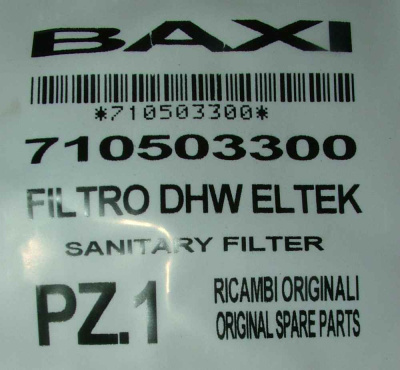 BAXI
*710503300*
710503300
FILTRO DHW ELTEK
SANITARY FILTER
PZ.1
RICAMBI ORIGINALI
ORIGINAL SPARE PARTS